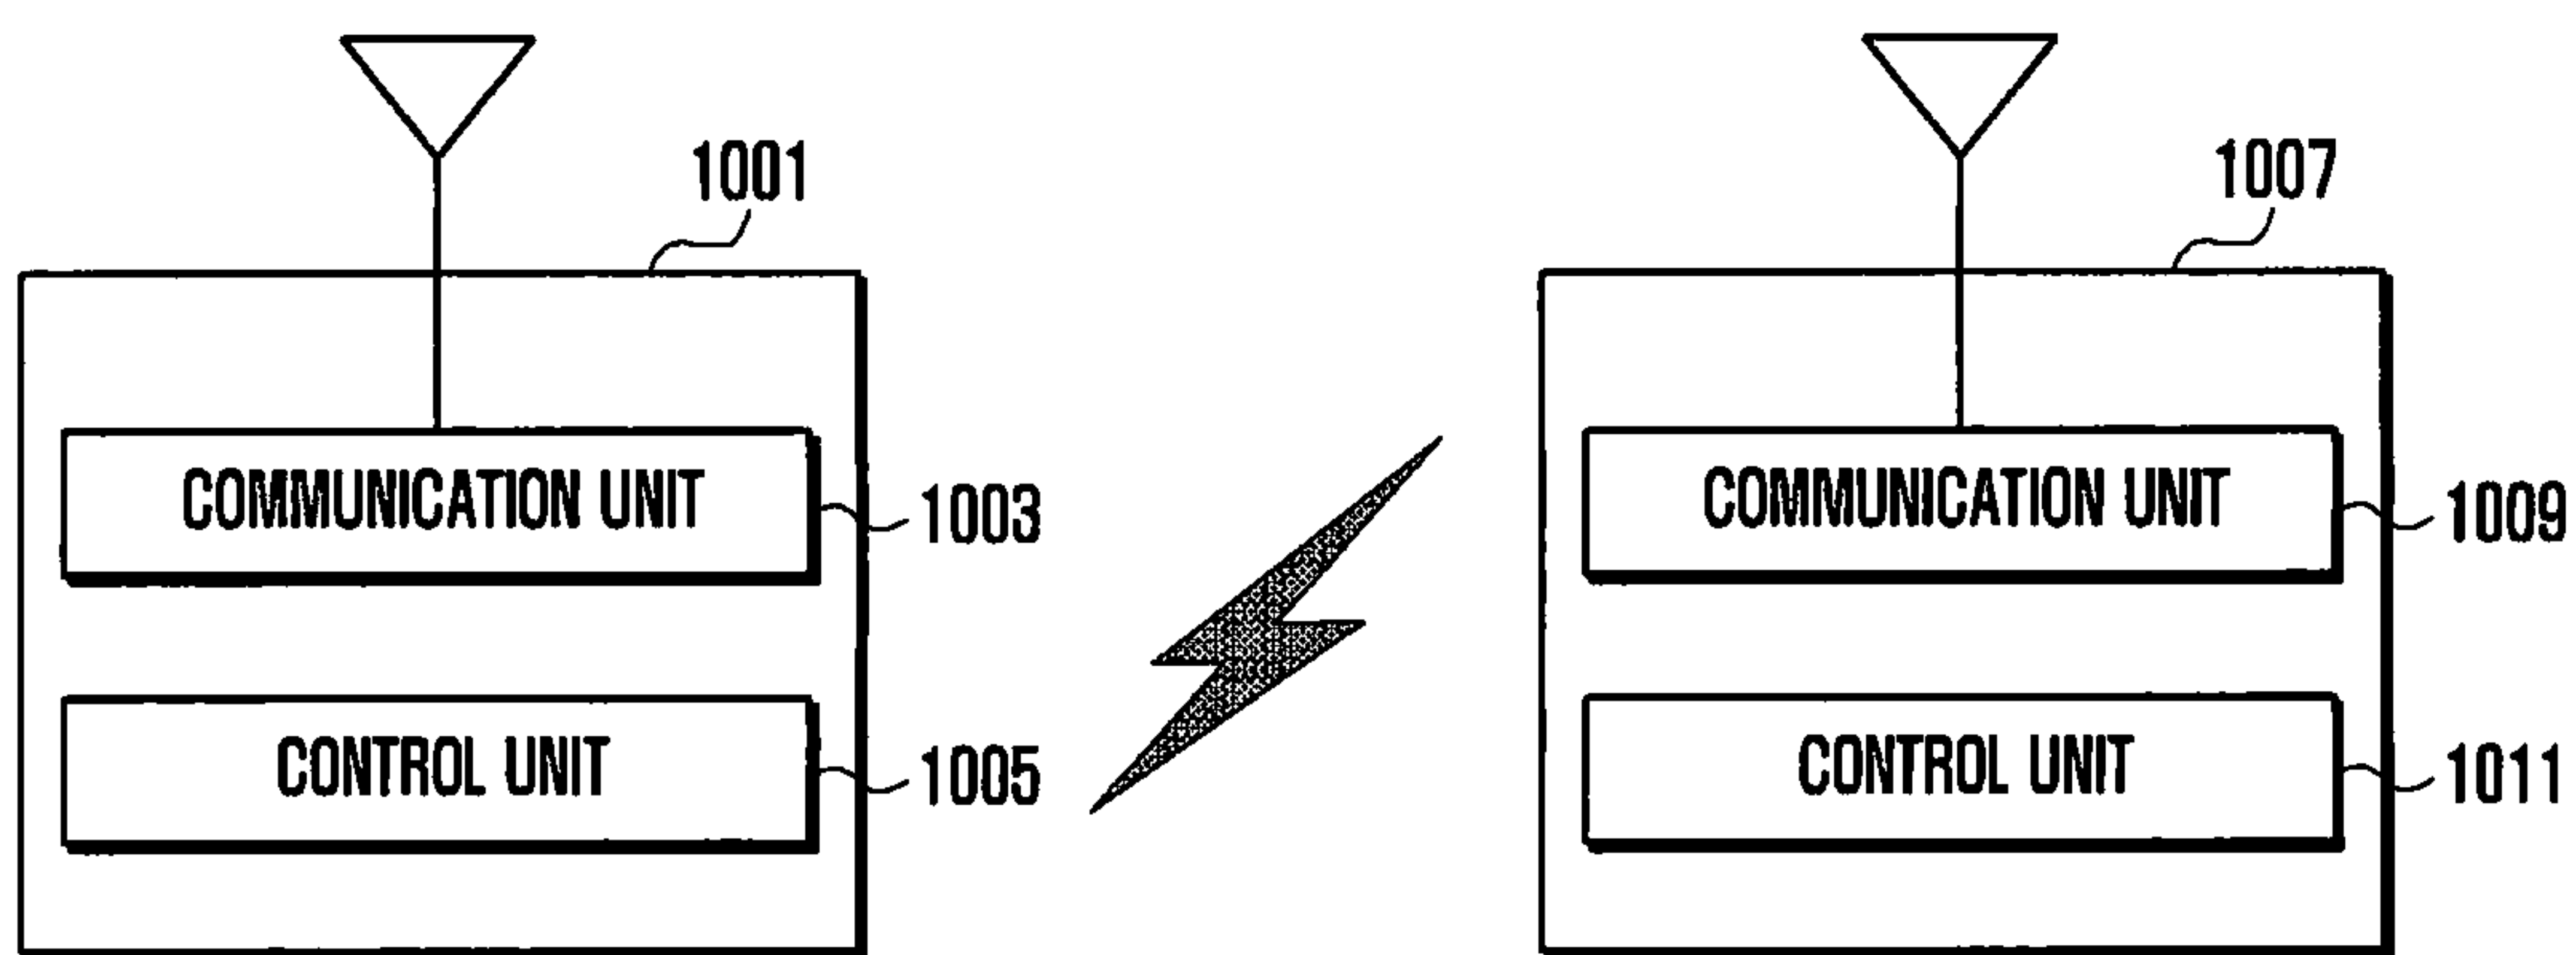 1001
1007
COMMUNICATION UNIT
1003
COMMUNICATION UNIT
1009
CONTROL UNIT
1005
CONTROL UNIT
1011